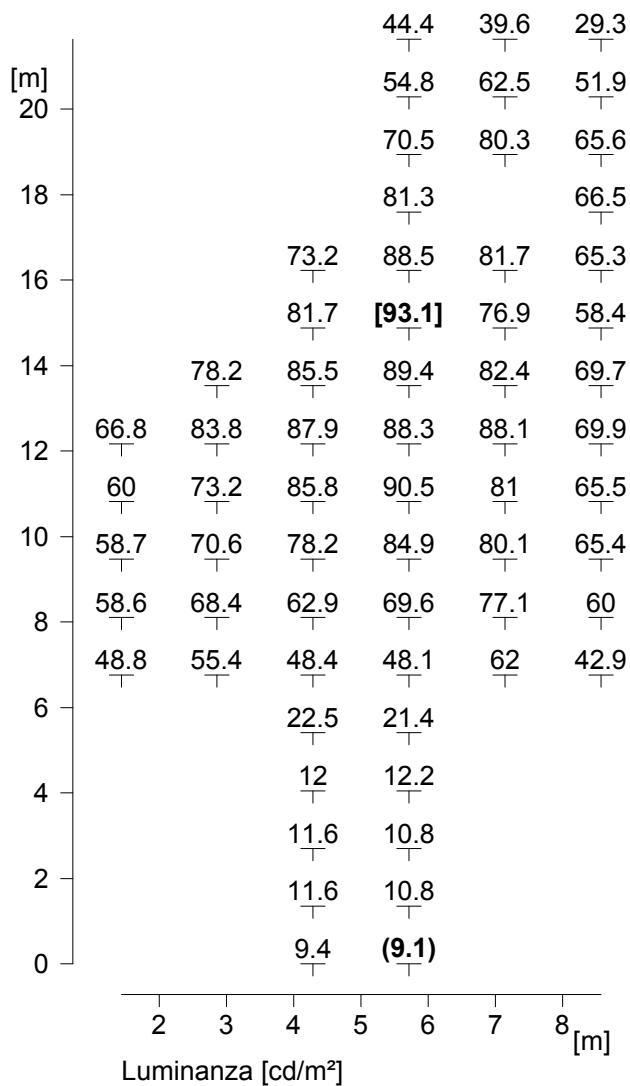 44.4 39.6 29.3
[m]
54.8 62.5 51.9
20
70.5 80.3 65.6
18 81.3 66.5
73.2 88.5 81.7 65.3
16
81.7 [93.1] 76.9 58.4
14 78.2 85.5 89.4 82.4 69.7
66.8 83.8 87.9 88.3 88.1 69.9
12
60 73.2 85.8 90.5 81 65.5
10 58.7 70.6 78.2 84.9 80.1 65.4
58.6 68.4 62.9 69.6 77.1 60
8
48.8 55.4 48.4 48.1 62 42.9
6
22.5 21.4
12 12.2
4
11.6 10.8
2
11.6 10.8
9.4 (9.1)
0
2 3 4 5 6 7 8 [m]
Luminanza [cd/m²]